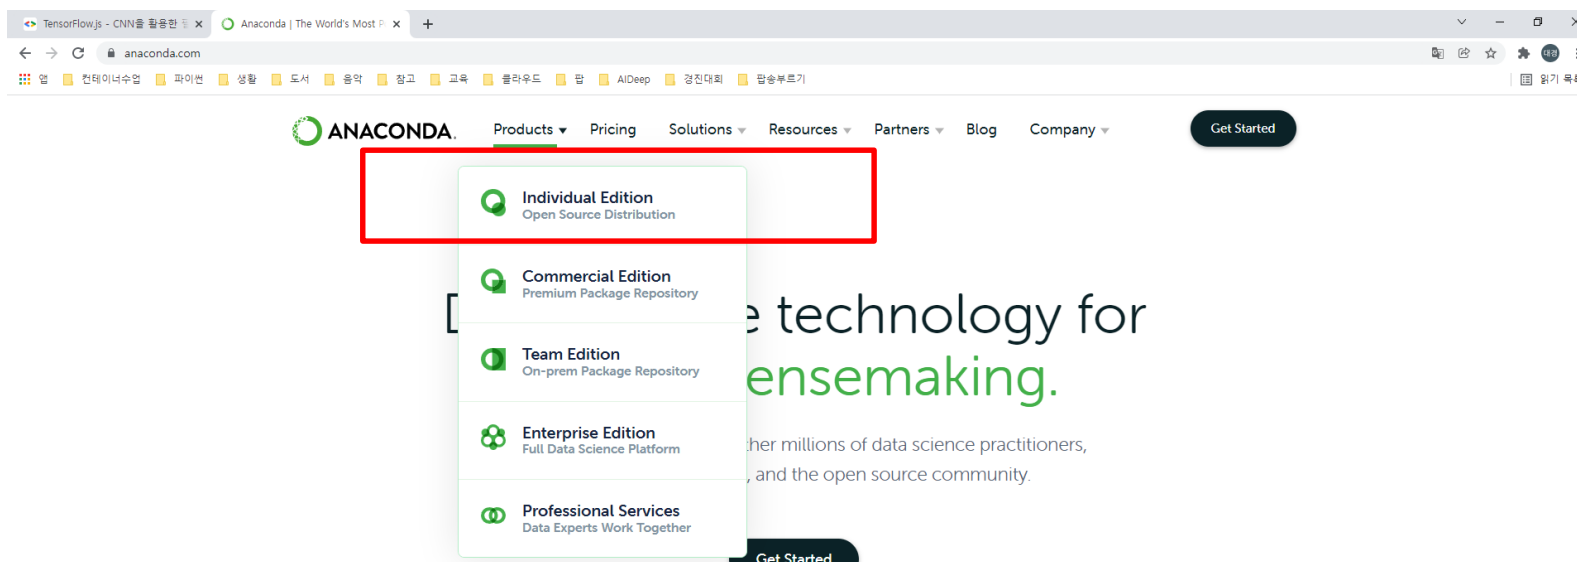 TensorFlow.js - CNN을 활용한
Anaconda | The World's Most P
anaconda.com
앱 컨테이너수업 파이썬 생활 도서 음악 참고 교육 클라우드 팝 AIDeep 경진대회 팝송부르기 읽기 목록
ANACONDA. Products Pricing Solutions Resources Partners Blog Company Get Started
Individual Edition
Open Source Distribution
Commercial Edition
Premium Package Repository
Team Edition
On-prem Package Repository
Enterprise Edition
Full Data Science Platform
Professional Services
Data Experts Work Together
D e technology for
ensemaking.
her millions of data science practitioners,
, and the open source community.
Get Started